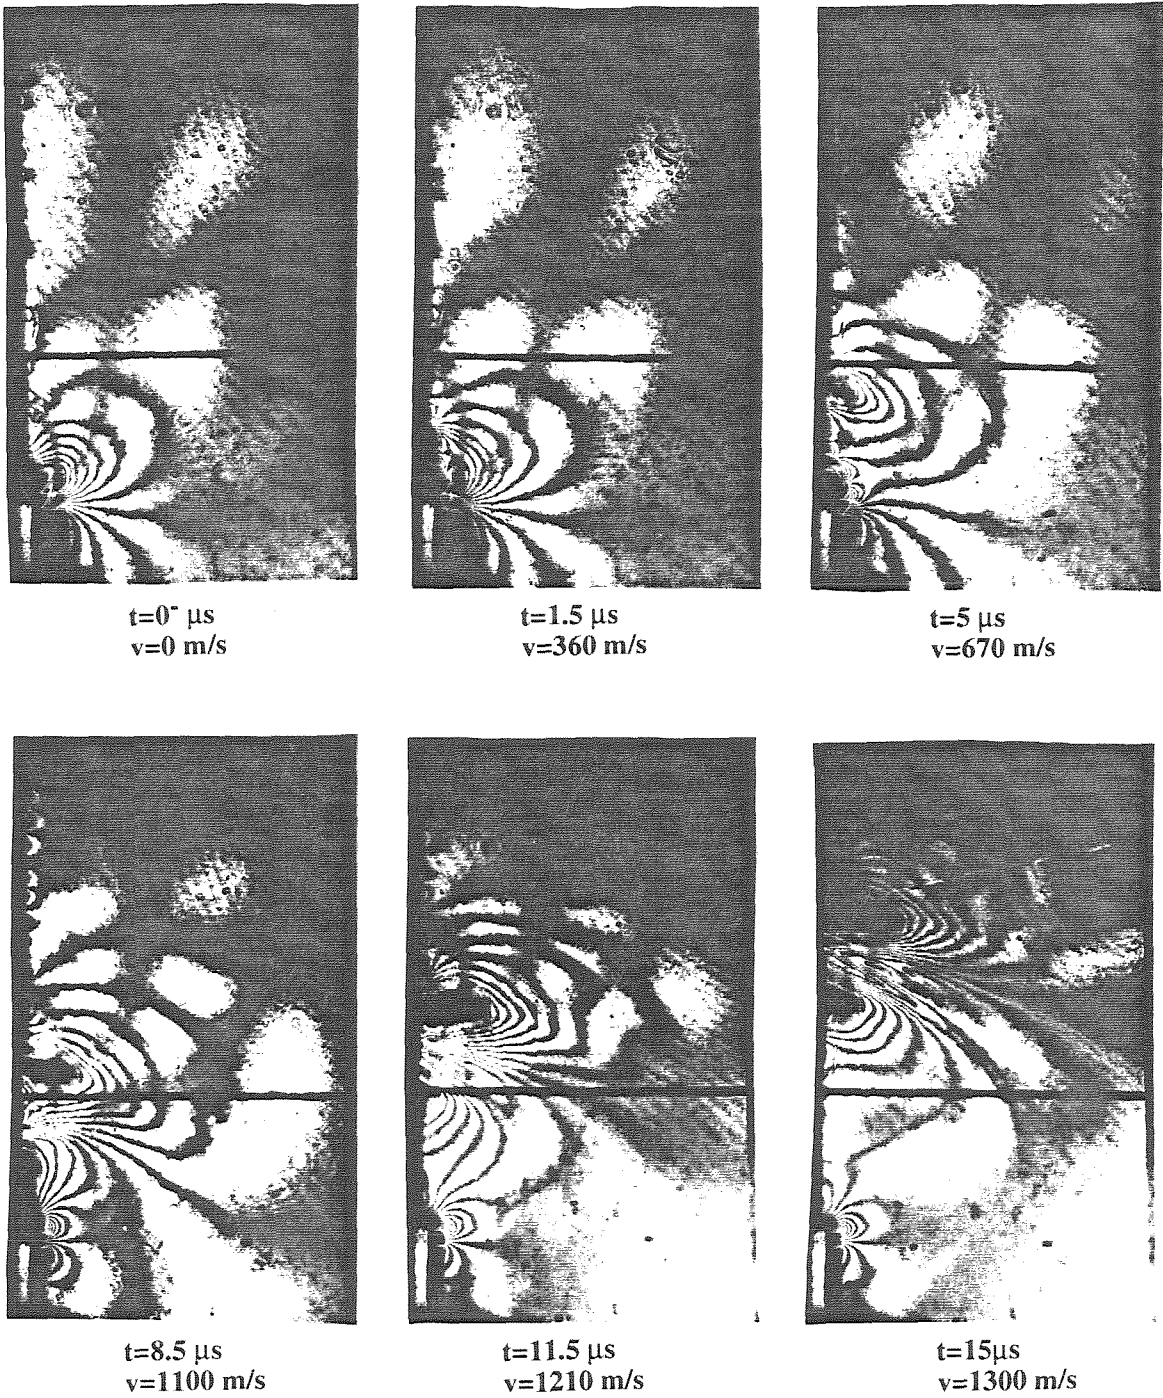 t=0⁻ μs
v=0 m/s
t=1.5 μs
v=360 m/s
t=5 μs
v=670 m/s
t=8.5 μs
v=1100 m/s
t=11.5 μs
v=1210 m/s
t=15μs
v=1300 m/s